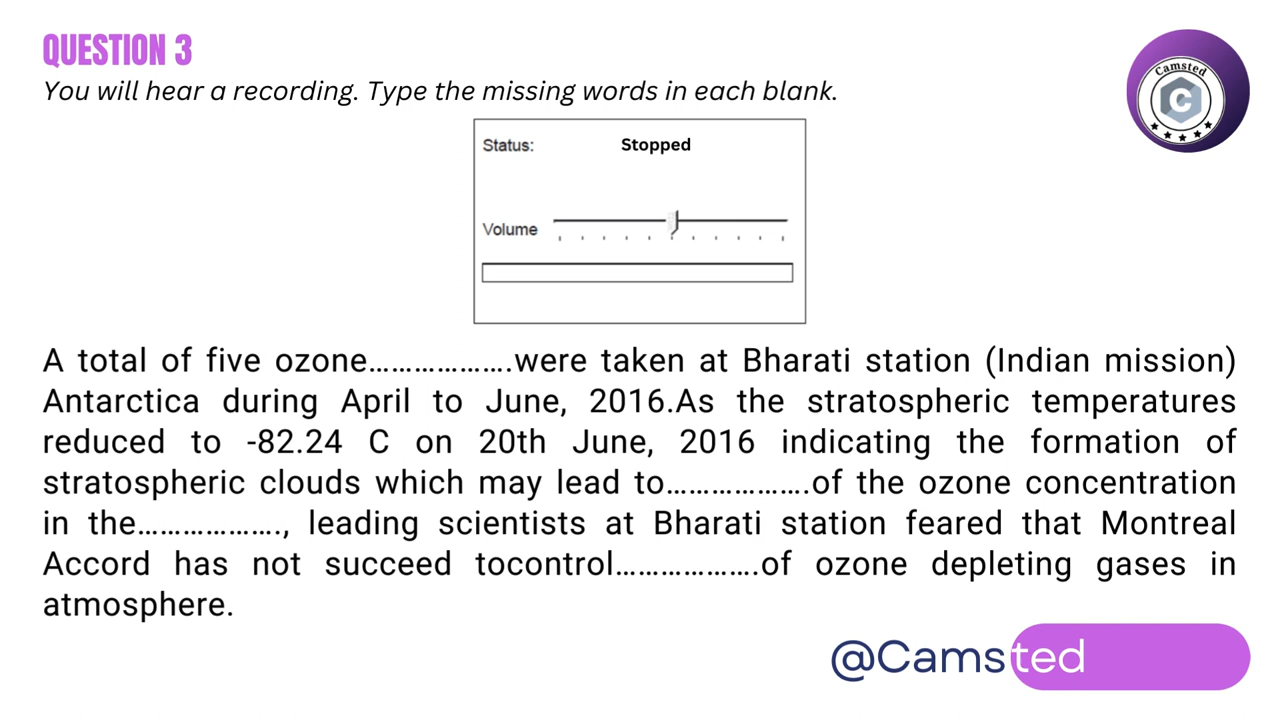 QUESTION 3
You will hear a recording. Type the missing words in each blank.
Camsted
C
Status: Stopped
Volume
A total of five ozone……………….were taken at Bharati station (Indian mission)
Antarctica during April to June, 2016.As the stratospheric temperatures
reduced to -82.24 C on 20th June, 2016 indicating the formation of
stratospheric clouds which may lead to……………….of the ozone concentration
in the………………., leading scientists at Bharati station feared that Montreal
Accord has not succeed tocontrol……………….of ozone depleting gases in
atmosphere.
@Camsted